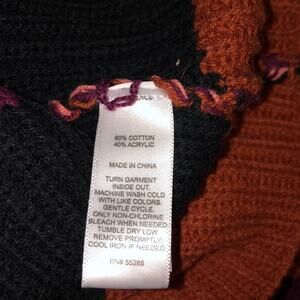 60% COTTON
40% ACRYLIC
MADE IN CHINA
TURN GARMENT
INSIDE OUT.
MACHINE WASH COLD
WITH LIKE COLORS.
GENTLE CYCLE.
ONLY NON-CHLORINE
BLEACH WHEN NEEDED
TUMBLE DRY LOW
REMOVE PROMPTLY.
COOL IRON IF NEEDED.
RN# 55285